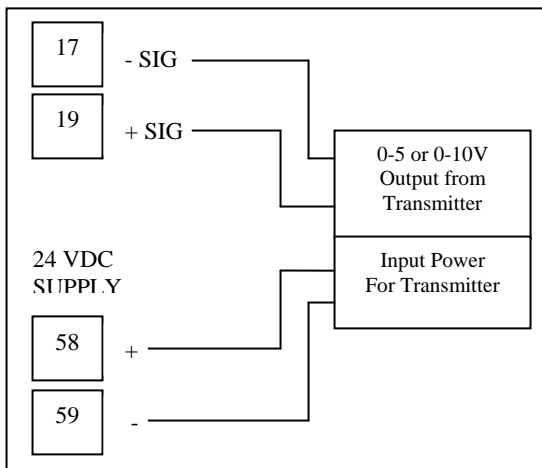 17
- SIG
19
+ SIG
0-5 or 0-10V
Output from
Transmitter
Input Power
For Transmitter
24 VDC
SUPPLY
58
+
59
-